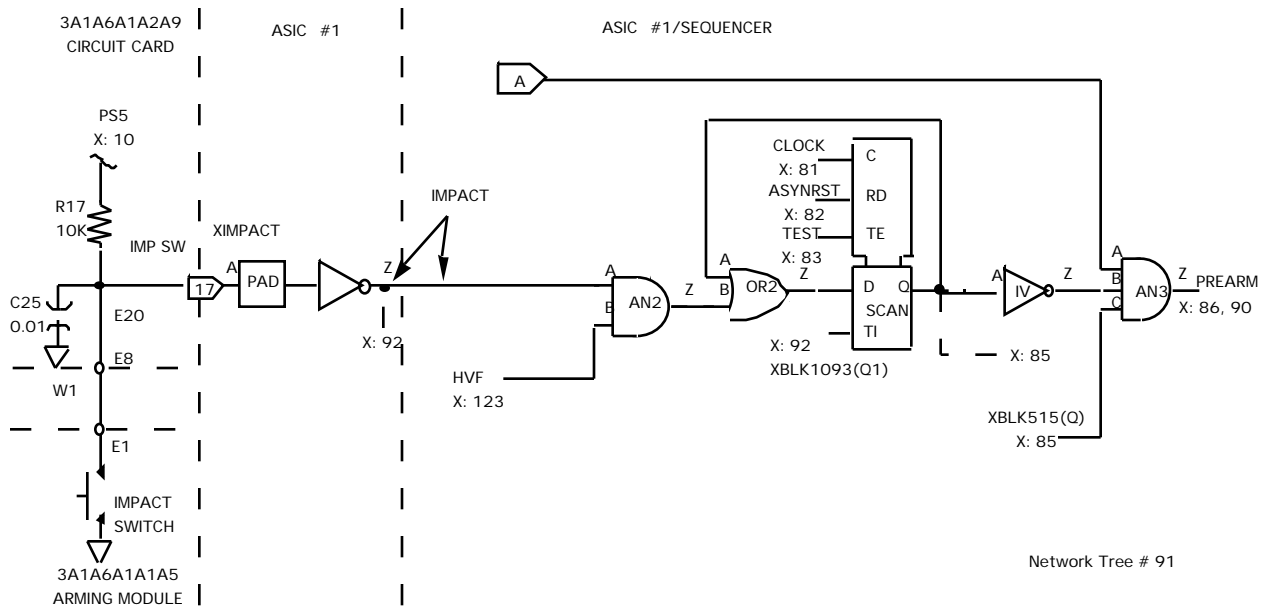 3A1A6A1A2A9
CIRCUIT CARD
ASIC #1
ASIC #1/SEQUENCER
A
PS5
X: 10
R17
10K
IMP SW
XIMPACT
17
A
PAD
Z
IMPACT
X: 92
C25
0.01
E20
E8
W1
E1
IMPACT
SWITCH
3A1A6A1A1A5
ARMING MODULE
HVF
X: 123
A
B
AN2
Z
A
B
OR2
Z
CLOCK
X: 81
ASYNRST
X: 82
TEST
X: 83
C
RD
TE
D
Q
SCAN
TI
X: 92
XBLK1093(Q1)
X: 85
A
IV
Z
A
B
C
AN3
Z
PREARM
X: 86, 90
XBLK515(Q)
X: 85
Network Tree # 91